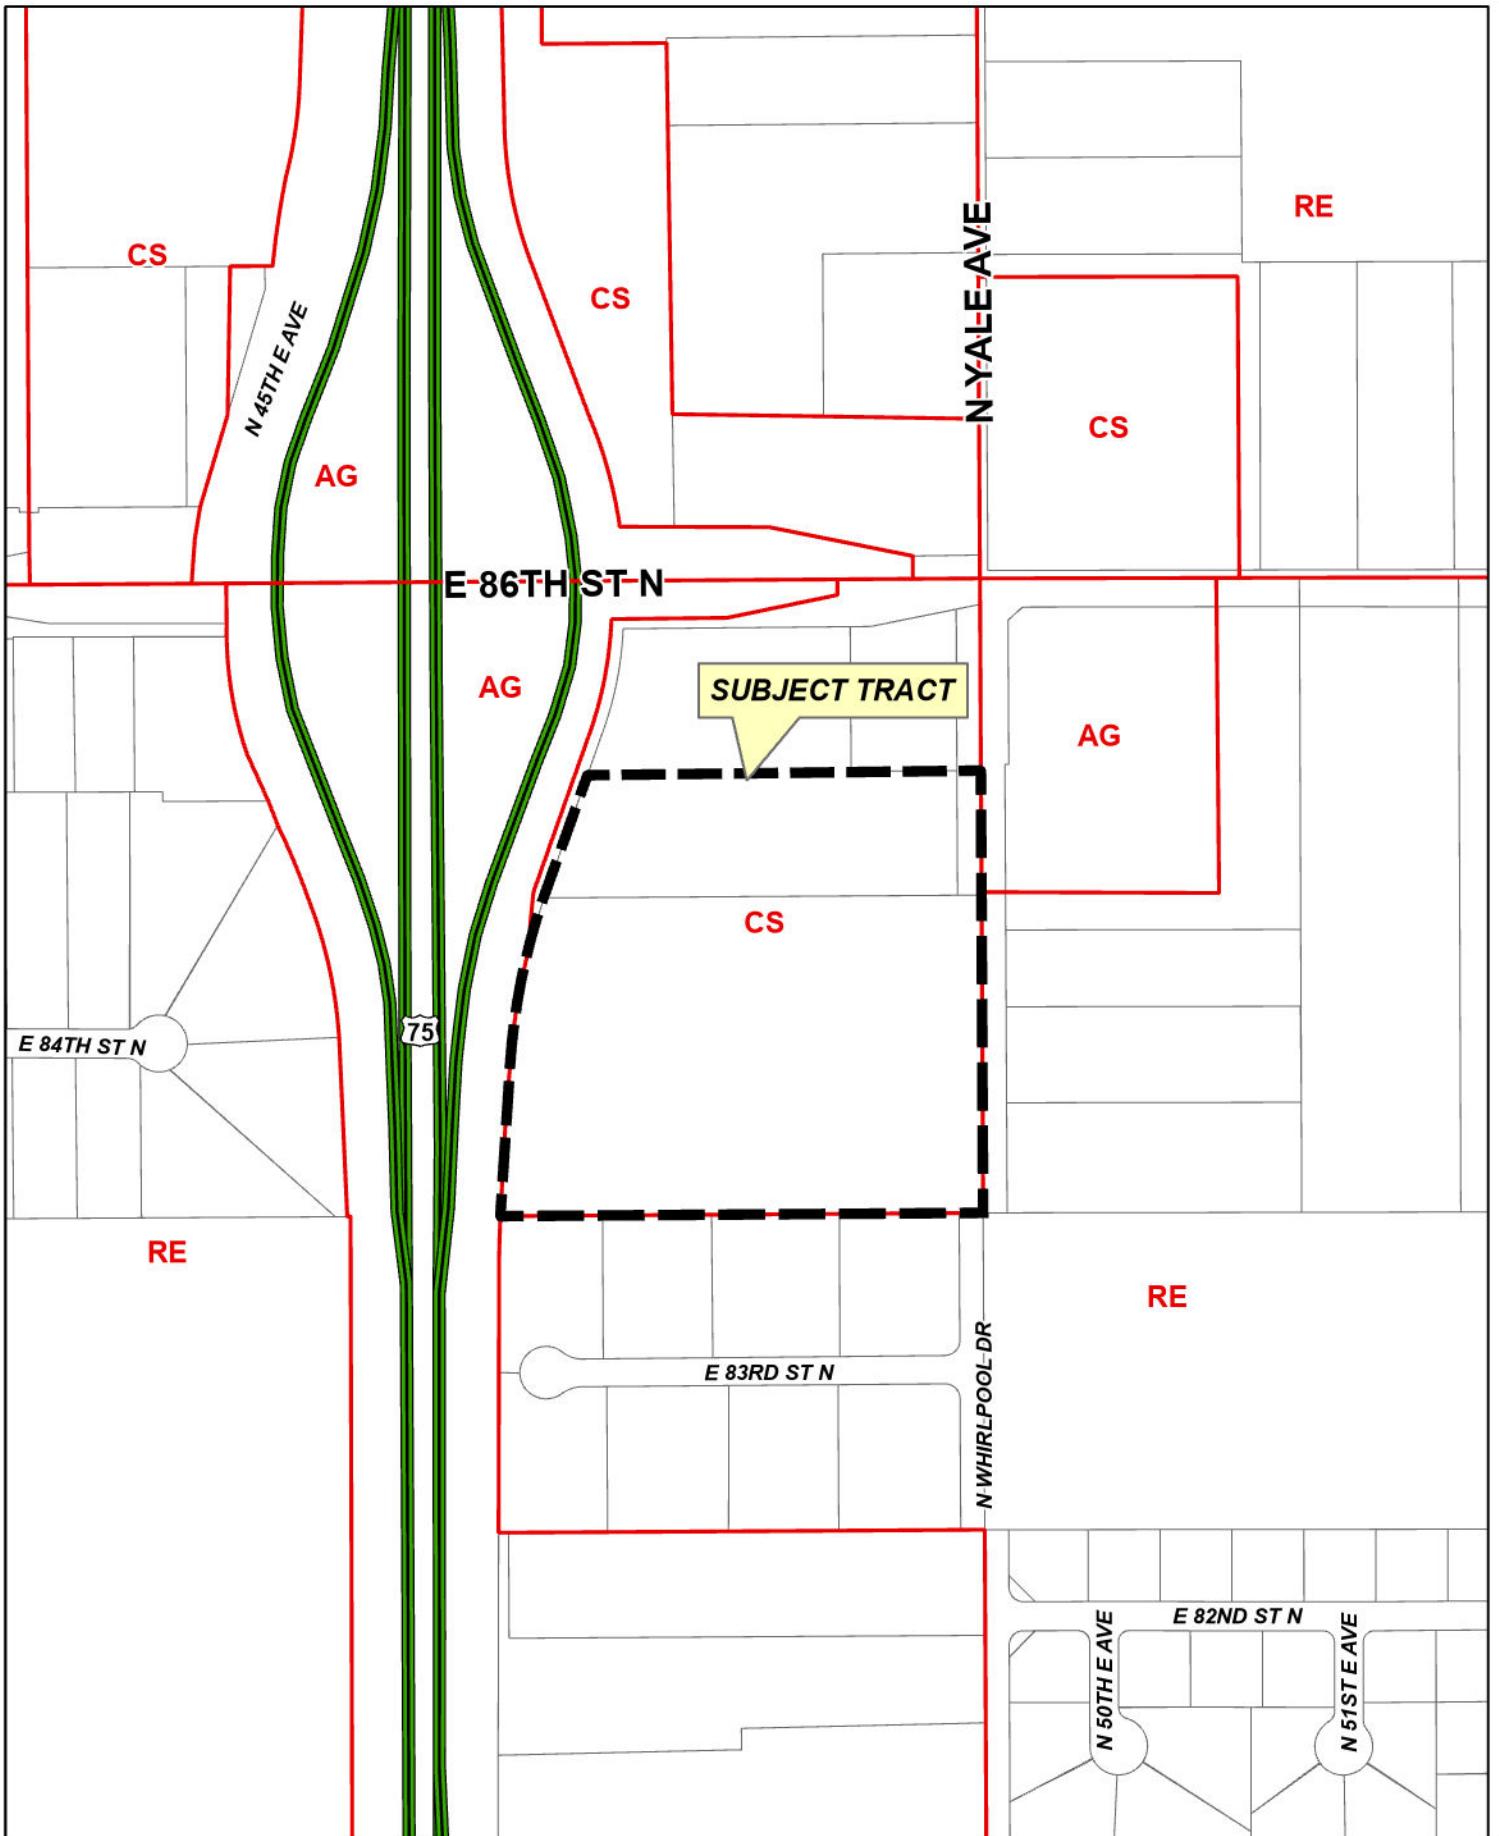 RE
N YALE AVE
CS
CS
N 45TH E AVE
CS
AG
E 86TH ST N
AG
SUBJECT TRACT
AG
CS
75
E 84TH ST N
RE
RE
E 83RD ST N
N WHIRLPOOL DR
E 82ND ST N
N 50TH E AVE
N 51ST E AVE